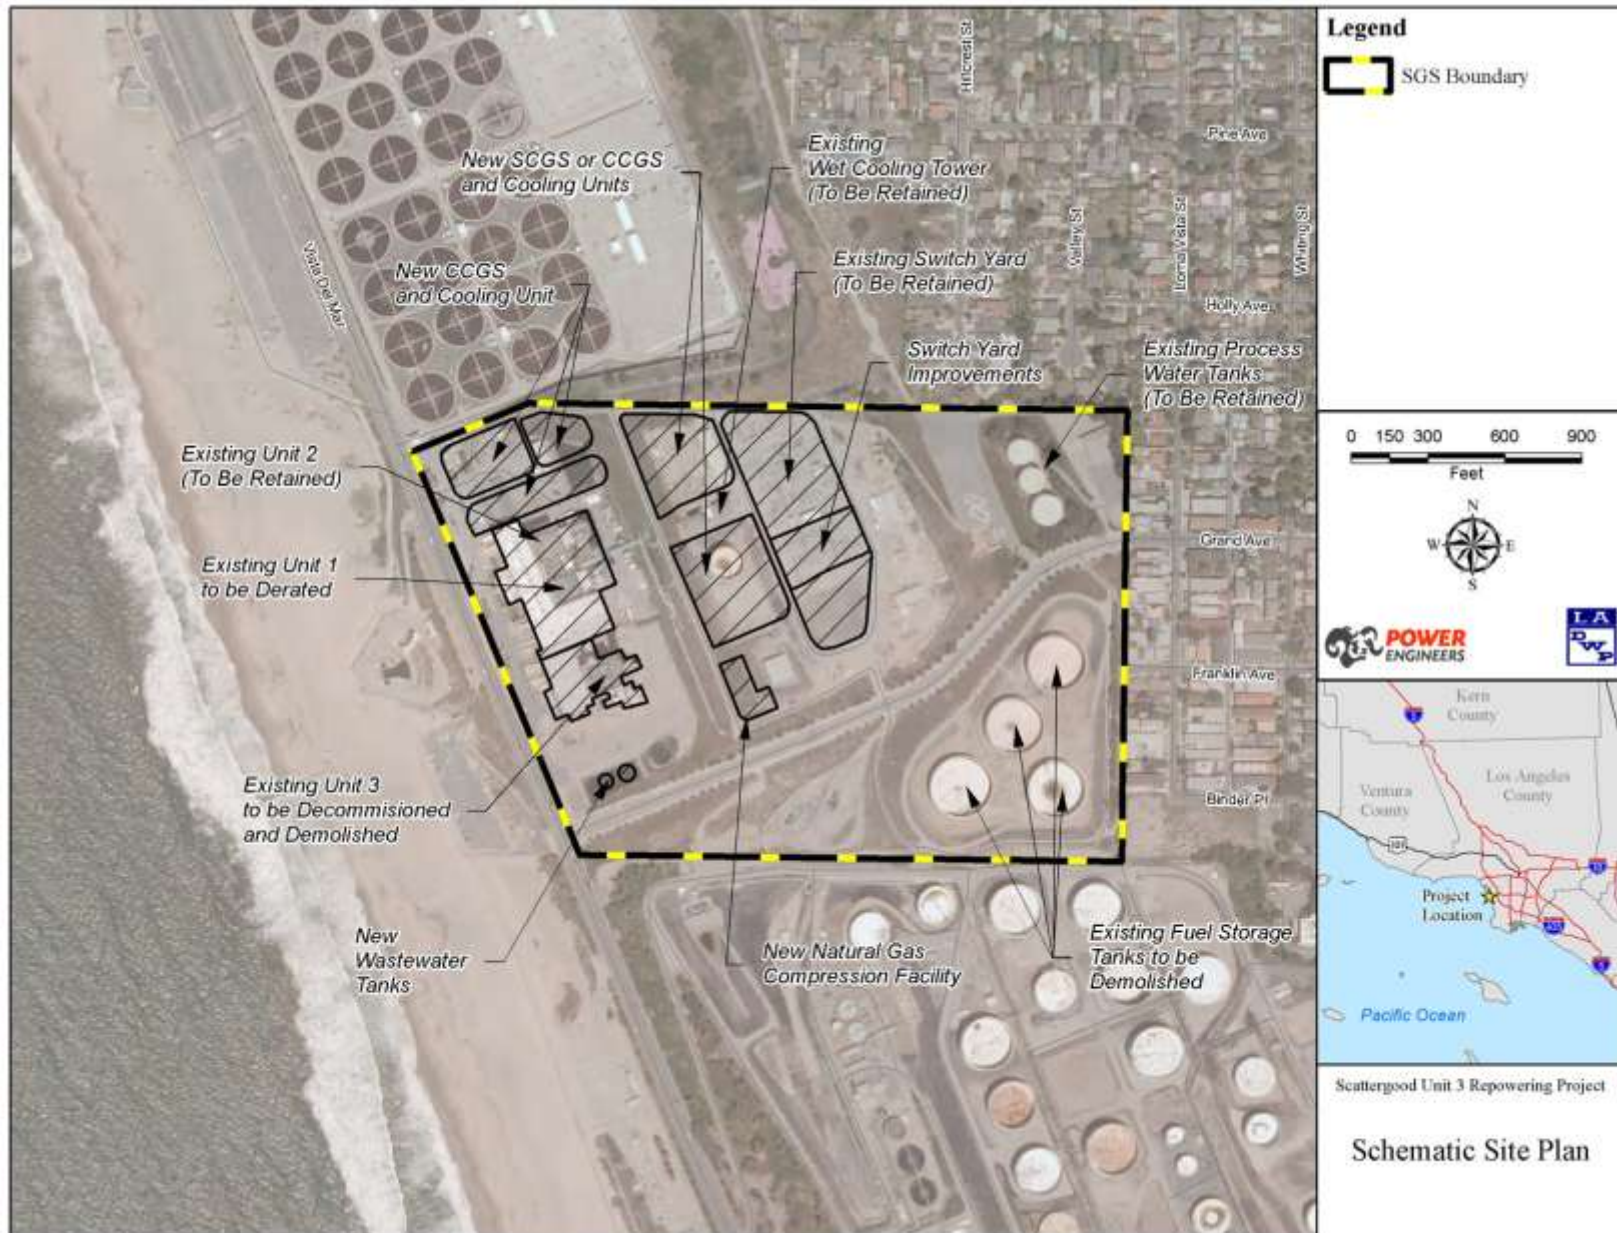 Hillcrest St
Pine Ave
New SCGS or CCGS
and Cooling Units
Existing
Wet Cooling Tower
(To Be Retained)
Valley St
Loma Vista St
Whiting St
Vista Del Mar
New CCGS
and Cooling Unit
Existing Switch Yard
(To Be Retained)
Holly Ave
Switch Yard
Improvements
Existing Process
Water Tanks
(To Be Retained)
Existing Unit 2
(To Be Retained)
Grand Ave
Existing Unit 1
to be Derated
Franklin Ave
Existing Unit 3
to be Decommisioned
and Demolished
Binder Pl
New
Wastewater
Tanks
New Natural Gas
Compression Facility
Existing Fuel Storage
Tanks to be
Demolished
Legend
SGS Boundary
0 150 300 600 900
Feet
N
W E
S
POWER
ENGINEERS
LA
DWP
Kern
County
5
Los Angeles
County
Ventura
County
101
Project
Location
405
5
Pacific Ocean
Scattergood Unit 3 Repowering Project
Schematic Site Plan